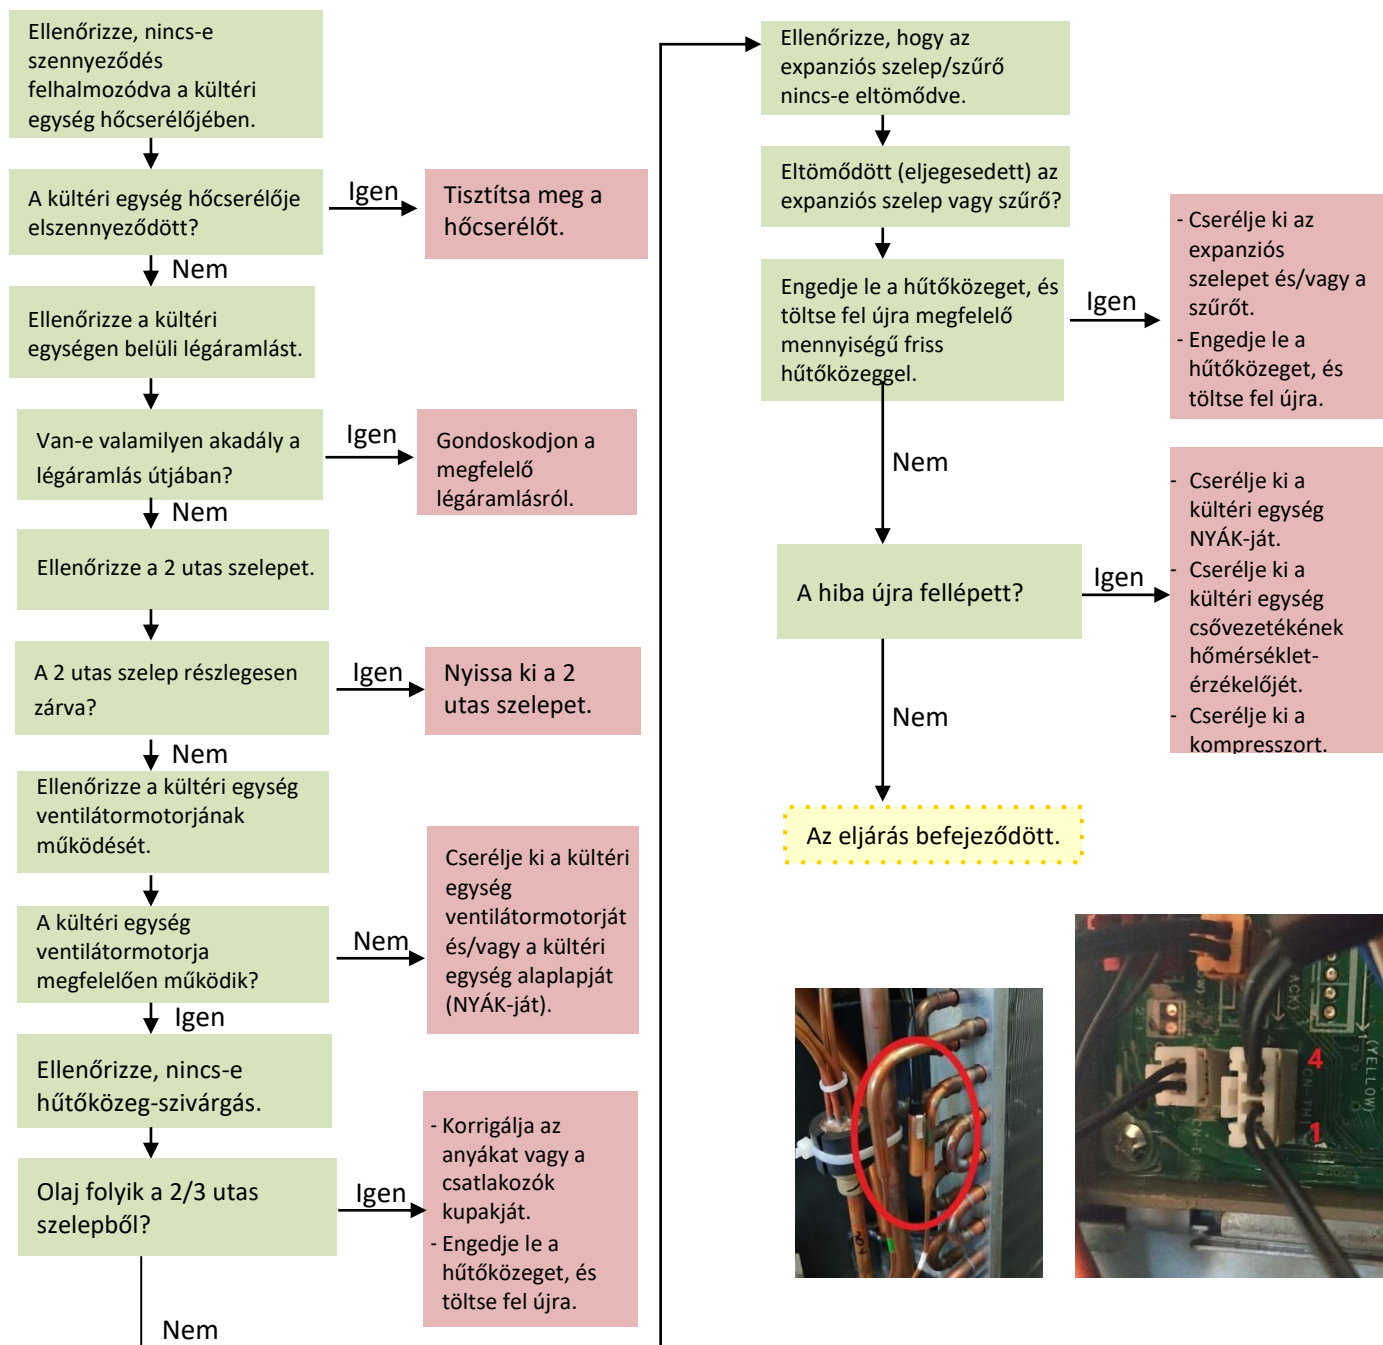 Ellenőrizze, nincs-e
szennyeződés
felhalmozódva a kültéri
egység hőcserélőjében.
A kültéri egység hőcserélője
elszennyeződött?
Igen
Tisztítsa meg a
hőcserélőt.
Nem
Ellenőrizze a kültéri
egységen belüli légáramlást.
Van-e valamilyen akadály a
légáramlás útjában?
Igen
Gondoskodjon a
megfelelő
légáramlásról.
Nem
Ellenőrizze a 2 utas szelepet.
A 2 utas szelep részlegesen
zárva?
Igen
Nyissa ki a 2
utas szelepet.
Nem
Ellenőrizze a kültéri egység
ventilátormotorjának
működését.
A kültéri egység
ventilátormotorja
megfelelően működik?
Nem
Cserélje ki a kültéri
egység
ventilátormotorját
és/vagy a kültéri
egység alaplapját
(NYÁK-ját).
Igen
Ellenőrizze, nincs-e
hűtőközeg-szivárgás.
Olaj folyik a 2/3 utas
szelepből?
Igen
- Korrigálja az
anyákat vagy a
csatlakozók
kupakját.
- Engedje le a
hűtőközeget, és
töltse fel újra.
Nem
Ellenőrizze, hogy az
expanziós szelep/szűrő
nincs-e eltömődve.
Eltömődött (eljegesedett) az
expanziós szelep vagy szűrő?
Engedje le a hűtőközeget, és
töltse fel újra megfelelő
mennyiségű friss
hűtőközeggel.
Igen
- Cserélje ki az
expanziós
szelepet és/vagy a
szűrőt.
- Engedje le a
hűtőközeget, és
töltse fel újra.
Nem
A hiba újra fellépett?
Igen
- Cserélje ki a
kültéri egység
NYÁK-ját.
- Cserélje ki a
kültéri egység
csővezetékének
hőmérséklet-
érzékelőjét.
- Cserélje ki a
kompresszort.
Nem
Az eljárás befejeződött.
4
1
(YELLOW)
CN-TH